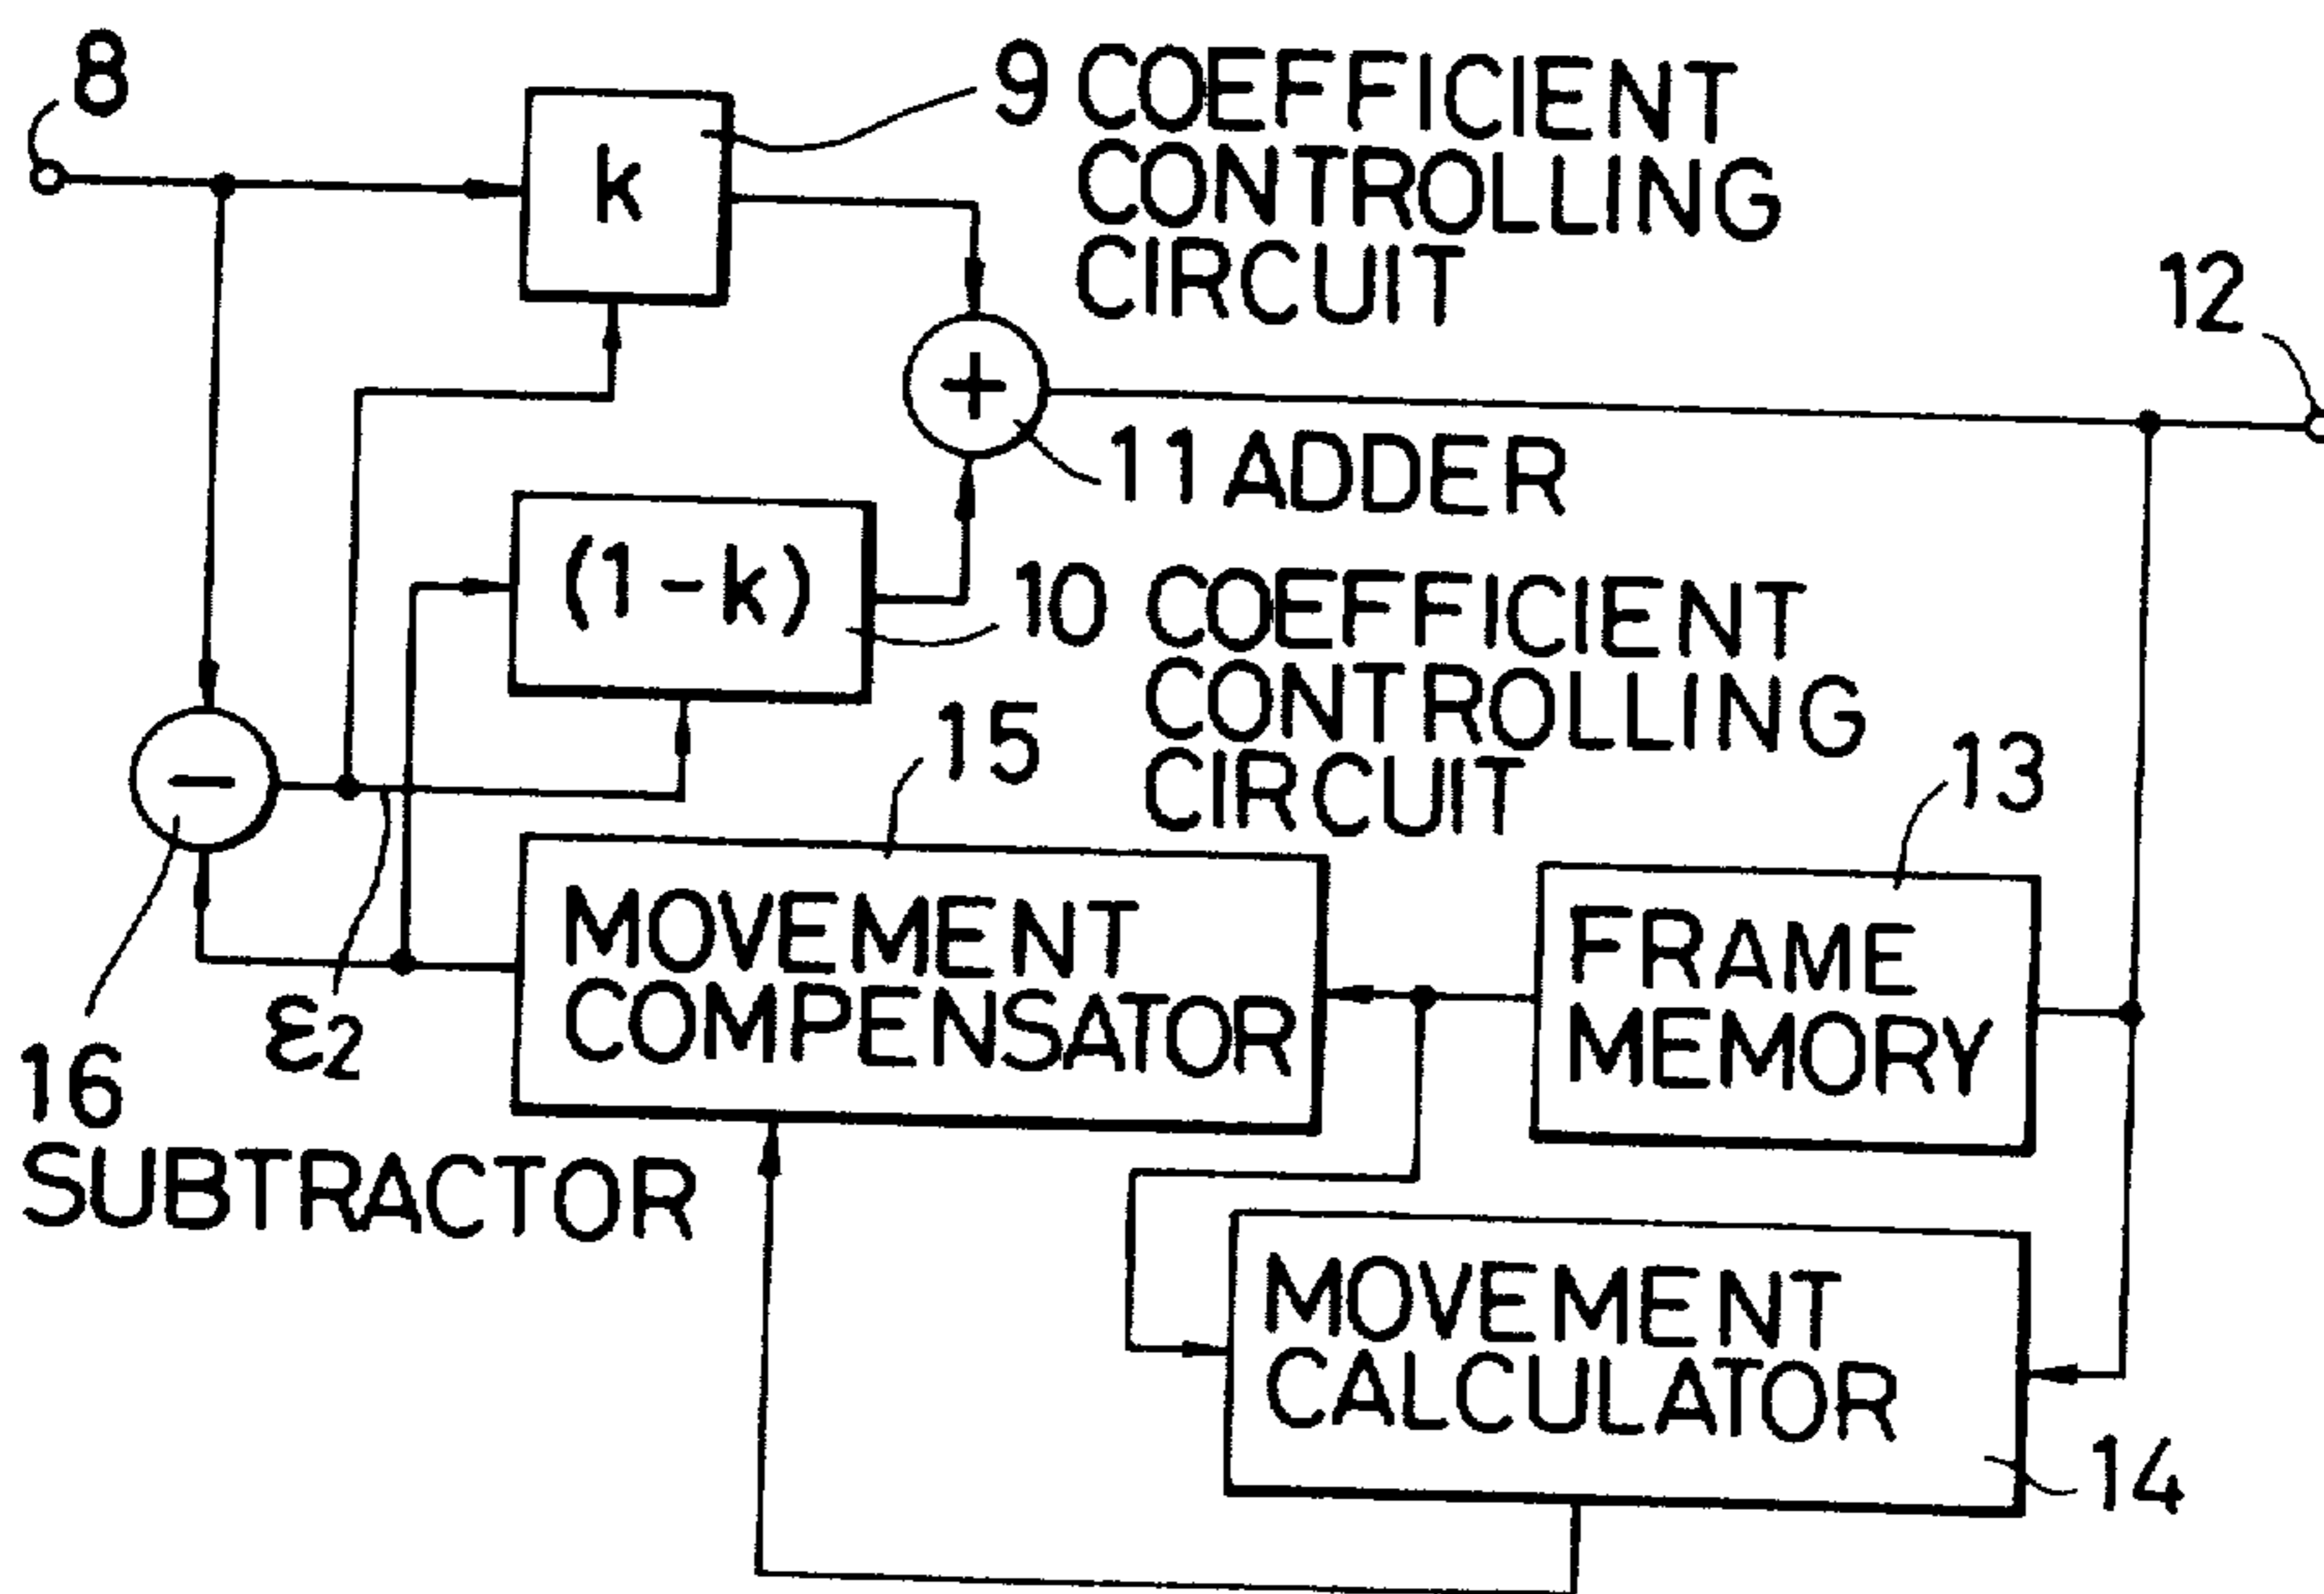 8
k
9 COEFFICIENT
CONTROLLING
CIRCUIT
12
+
11 ADDER
(1-k)
10 COEFFICIENT
CONTROLLING
CIRCUIT
15
13
-
MOVEMENT
COMPENSATOR
FRAME
MEMORY
ε2
16
SUBTRACTOR
MOVEMENT
CALCULATOR
14